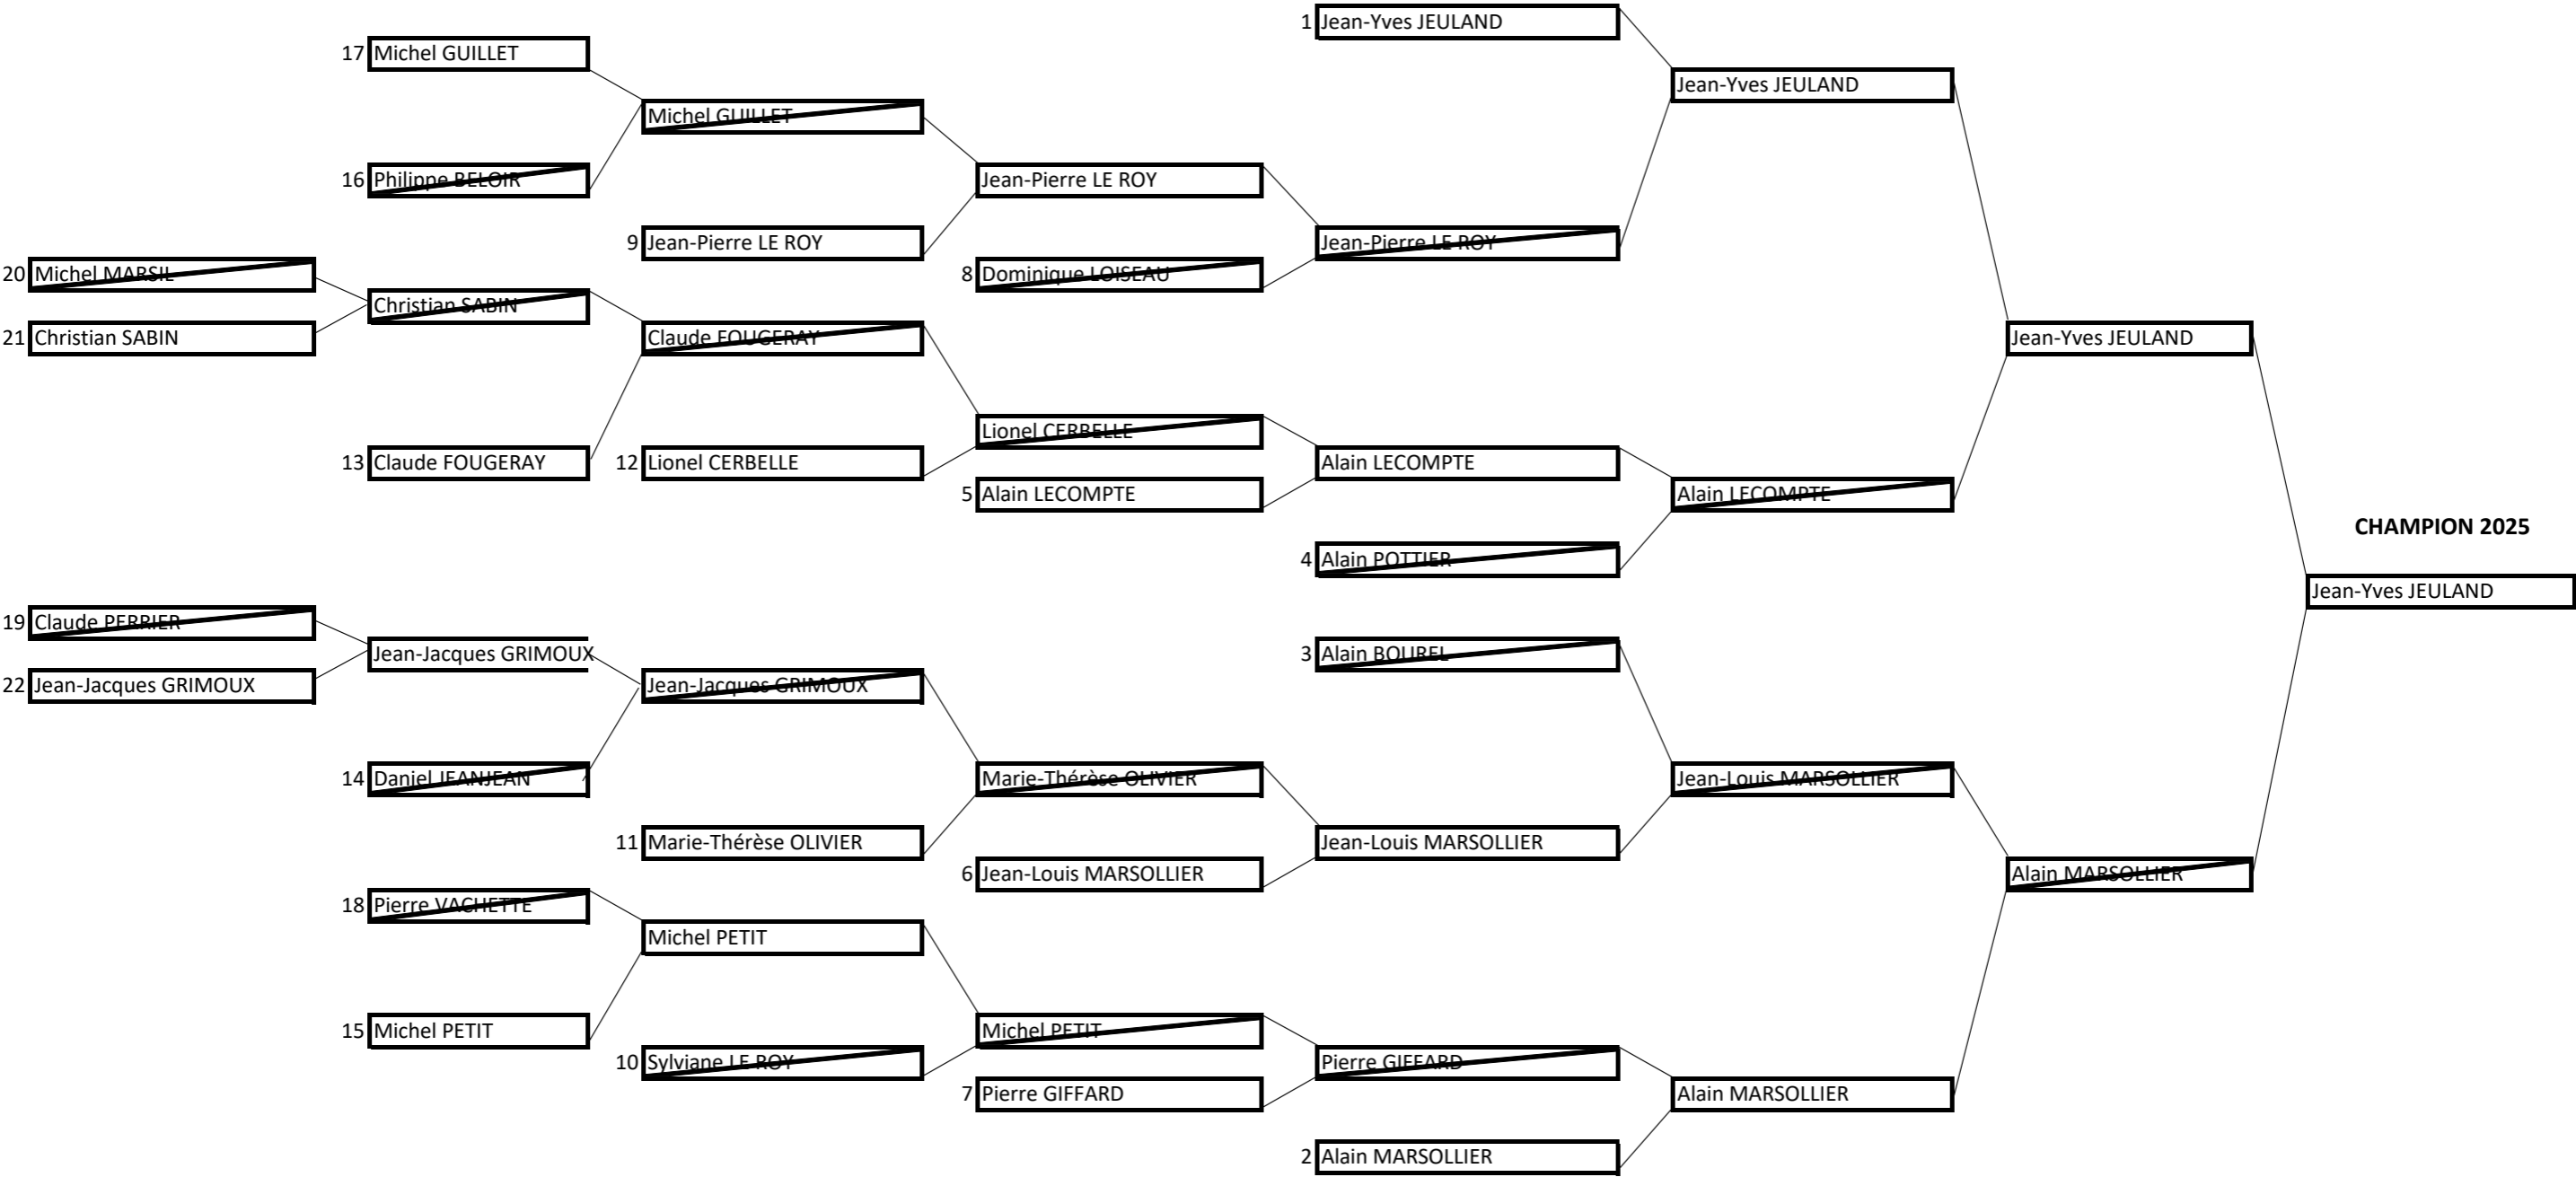 1 Jean-Yves JEULAND
17 Michel GUILLET
Jean-Yves JEULAND
Michel GUILLET
16 Philippe BELOIR
Jean-Pierre LE ROY
9 Jean-Pierre LE ROY
Jean-Pierre LE ROY
20 Michel MARSIL
8 Dominique LOISEAU
Christian SABIN
21 Christian SABIN
Claude FOUGERAY
Jean-Yves JEULAND
Lionel CERBELLE
13 Claude FOUGERAY
12 Lionel CERBELLE
Alain LECOMPTE
5 Alain LECOMPTE
Alain LECOMPTE
CHAMPION 2025
4 Alain POTTIER
Jean-Yves JEULAND
19 Claude PERRIER
Jean-Jacques GRIMOUX
3 Alain BOUREL
22 Jean-Jacques GRIMOUX
Jean-Jacques GRIMOUX
14 Daniel JEANJEAN
Marie-Thérèse OLIVIER
Jean-Louis MARSOLLIER
11 Marie-Thérèse OLIVIER
Jean-Louis MARSOLLIER
6 Jean-Louis MARSOLLIER
Alain MARSOLLIER
18 Pierre VACHETTE
Michel PETIT
15 Michel PETIT
Michel PETIT
10 Sylviane LE ROY
Pierre GIFFARD
7 Pierre GIFFARD
Alain MARSOLLIER
2 Alain MARSOLLIER